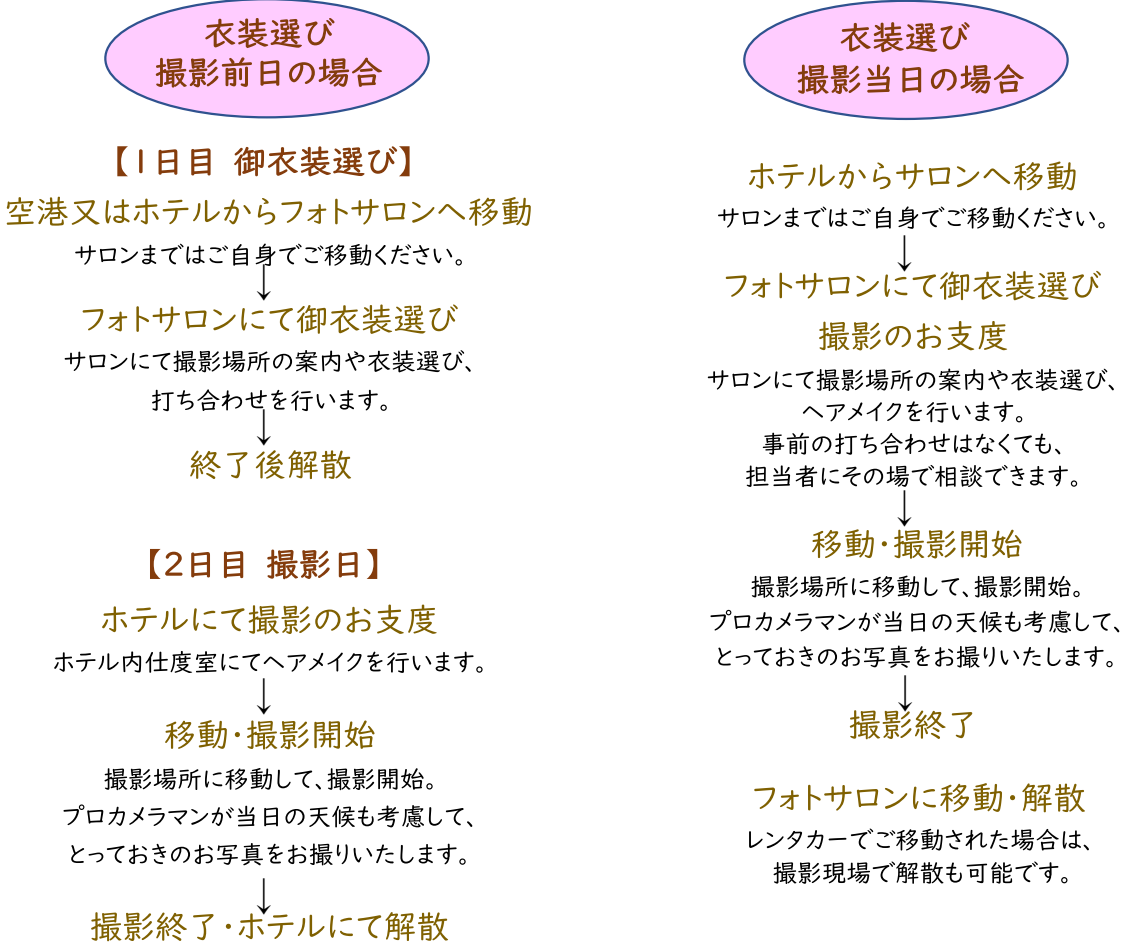 衣装選び
撮影前日の場合
【1日目 御衣装選び】
空港又はホテルからフォトサロンへ移動
サロンまではご自身でご移動ください。
フォトサロンにて御衣装選び
サロンにて撮影場所の案内や衣装選び、
打ち合わせを行います。
終了後解散
【2日目 撮影日】
ホテルにて撮影のお支度
ホテル内仕度室にてヘアメイクを行います。
移動・撮影開始
撮影場所に移動して、撮影開始。
プロカメラマンが当日の天候も考慮して、
とっておきのお写真をお撮りいたします。
撮影終了・ホテルにて解散
衣装選び
撮影当日の場合
ホテルからサロンへ移動
サロンまではご自身でご移動ください。
フォトサロンにて御衣装選び
撮影のお支度
サロンにて撮影場所の案内や衣装選び、
ヘアメイクを行います。
事前の打ち合わせはなくても、
担当者にその場で相談できます。
移動・撮影開始
撮影場所に移動して、撮影開始。
プロカメラマンが当日の天候も考慮して、
とっておきのお写真をお撮りいたします。
撮影終了
フォトサロンに移動・解散
レンタカーでご移動された場合は、
撮影現場で解散も可能です。